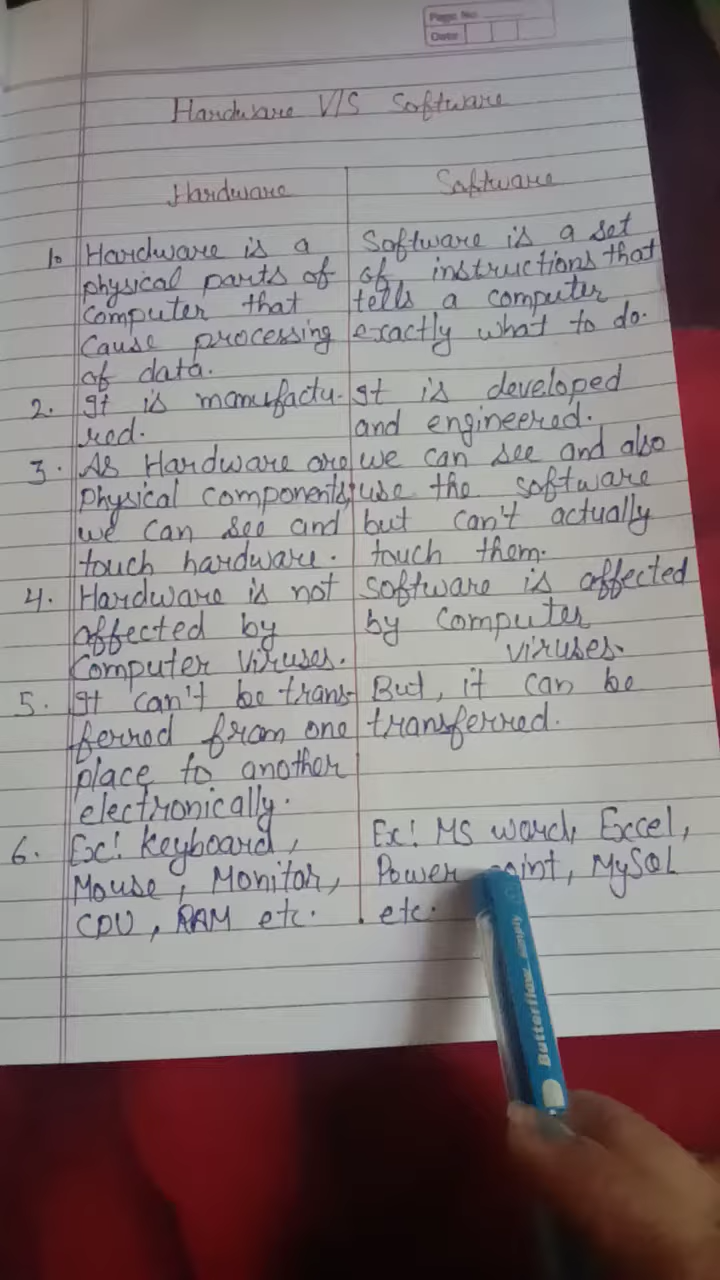 Page No.
Date
Hardware V/S Software
Hardware
Software
1. Hardware is a
physical parts of
Computer that
Cause processing
of data.
Software is a set
of instructions that
tells a computer
exactly what to do.
2. It is manufactu-
red.
It is developed
and engineered.
3. As Hardware are
physical components,
we can see and
touch hardware.
we can see and also
use the software
but can't actually
touch them.
4. Hardware is not
affected by
Computer Viruses.
Software is affected
by Computer
viruses.
5. It can't be trans-
ferred from one
place to another
electronically.
But, it can be
transferred.
6. Ex! Keyboard,
Mouse, Monitor,
CPU, RAM etc.
Ex! MS word, Excel,
Power oint, MySQL
etc.
Butterflow simply